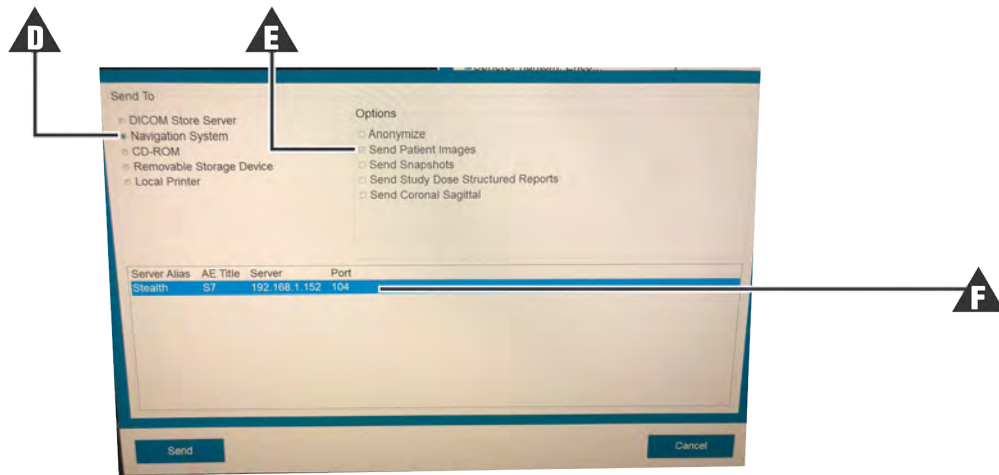 D
E
Send To
DICOM Store Server
Navigation System
CD-ROM
Removable Storage Device
Local Printer
Options
Anonymize
Send Patient Images
Send Snapshots
Send Study Dose Structured Reports
Send Coronal Sagittal
Server Alias AE Title Server Port
Stealth S7 192.168.1.152 104
F
Send
Cancel